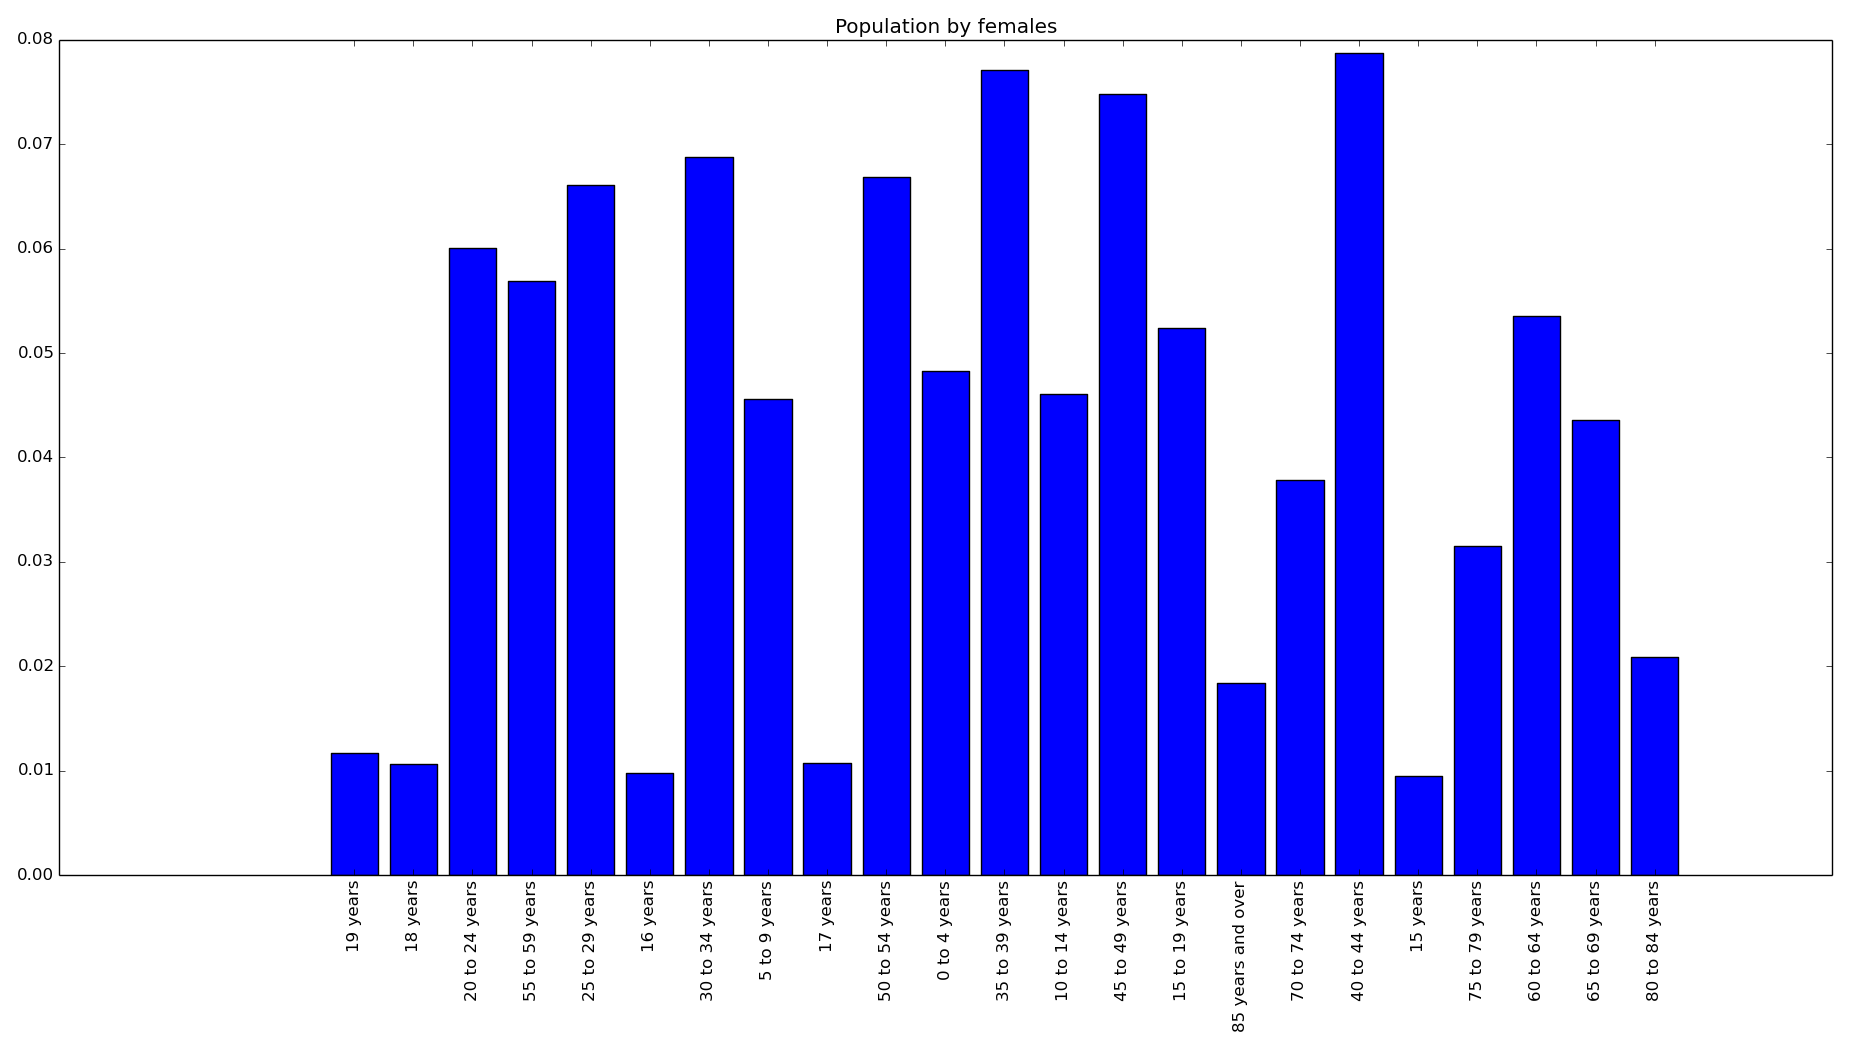 Population by females
0.08
0.07
0.06
0.05
0.04
0.03
0.02
0.01
0.00
19 years
18 years
20 to 24 years
55 to 59 years
25 to 29 years
16 years
30 to 34 years
5 to 9 years
17 years
50 to 54 years
0 to 4 years
35 to 39 years
10 to 14 years
45 to 49 years
15 to 19 years
85 years and over
70 to 74 years
40 to 44 years
15 years
75 to 79 years
60 to 64 years
65 to 69 years
80 to 84 years